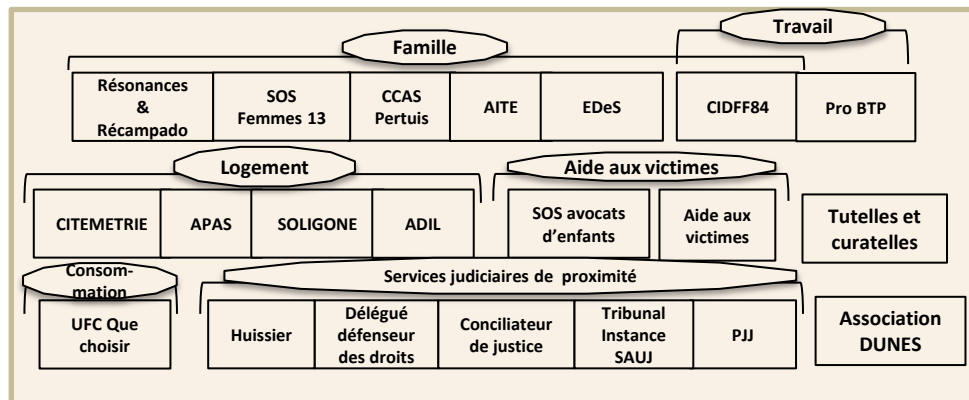 Famille
Travail
Résonances
&
Récampado
SOS
Femmes 13
CCAS
Pertuis
AITE
EDeS
CIDFF84
Pro BTP
Logement
Aide aux victimes
CITEMETRIE
APAS
SOLIGONE
ADIL
SOS avocats
d’enfants
Aide aux
victimes
Tutelles et
curatelles
Consom-
mation
Services judiciaires de proximité
UFC Que
choisir
Huissier
Délégué
défenseur
des droits
Conciliateur
de justice
Tribunal
Instance
SAUJ
PJJ
Association
DUNES